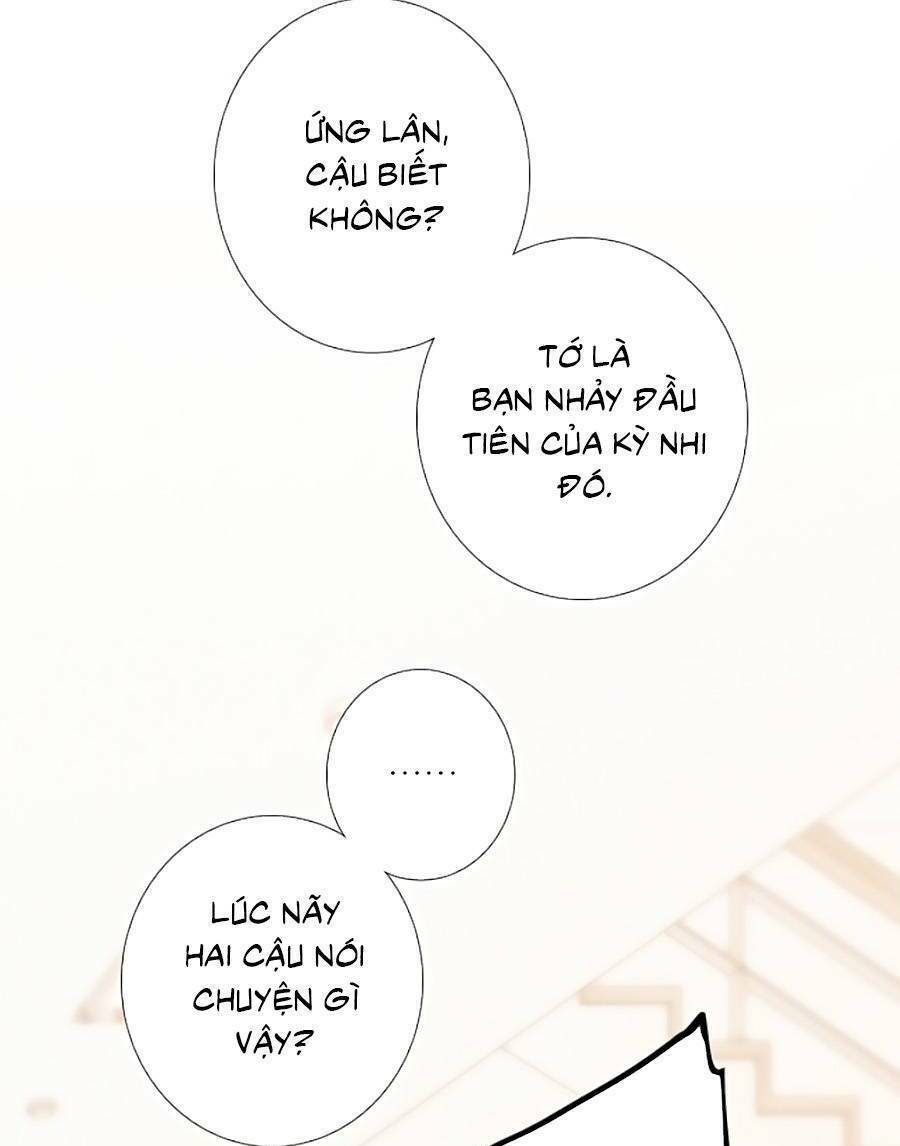 ỨNG LÂN,
CẬU BIẾT
KHÔNG?
TỚ LÀ
BẠN NHẢY ĐẦU
TIÊN CỦA KỲ NHI
ĐÓ.
......
LÚC NÃY
HAI CẬU NÓI
CHUYỆN GÌ
VẬY?